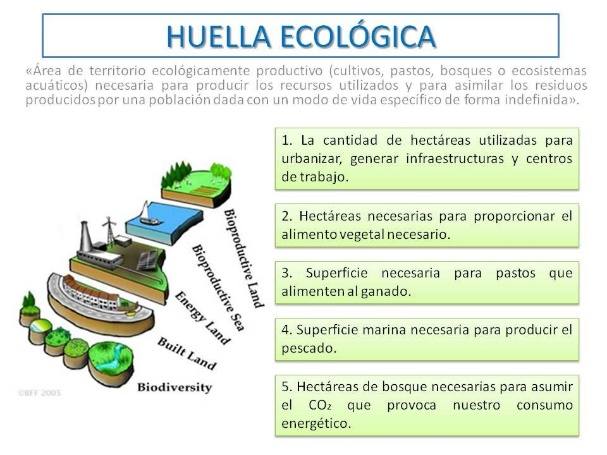 HUELLA ECOLÓGICA
«Área de territorio ecológicamente productivo (cultivos, pastos, bosques o ecosistemas
acuáticos) necesaria para producir los recursos utilizados y para asimilar los residuos
producidos por una población dada con un modo de vida específico de forma indefinida».
1. La cantidad de hectáreas utilizadas para
urbanizar, generar infraestructuras y centros
de trabajo.
2. Hectáreas necesarias para proporcionar el
alimento vegetal necesario.
3. Superficie necesaria para pastos que
alimenten al ganado.
4. Superficie marina necesaria para producir el
pescado.
5. Hectáreas de bosque necesarias para asumir
el CO₂ que provoca nuestro consumo
energético.
Bioproductive Land
Bioproductive Sea
Energy Land
Built Land
Biodiversity
©BFF 2005